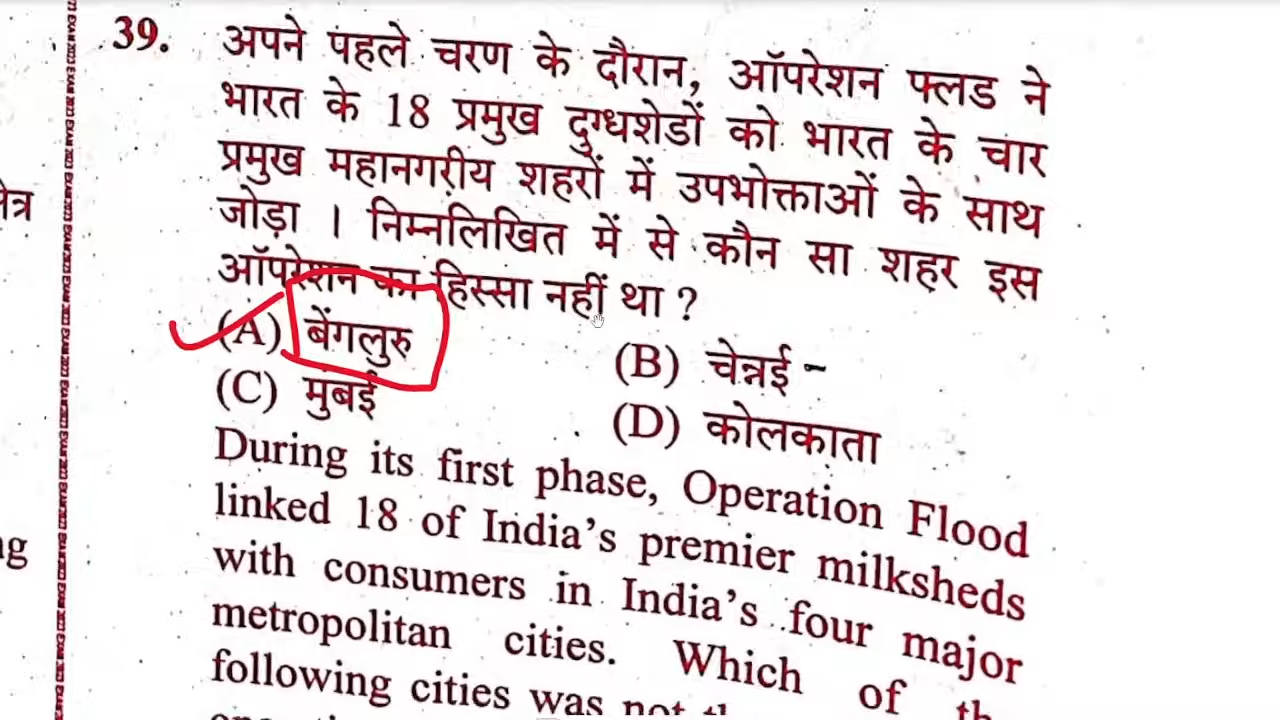 39. अपने पहले चरण के दौरान, ऑपरेशन फ्लड ने
भारत के 18 प्रमुख दुग्धशेडों को भारत के चार
प्रमुख महानगरीय शहरों में उपभोक्ताओं के साथ
जोड़ा । निम्नलिखित में से कौन सा शहर इस
ऑपरेशन का हिस्सा नहीं था ?
(A) बेंगलुरु (B) चेन्नई
(C) मुंबई (D) कोलकाता
During its first phase, Operation Flood
linked 18 of India's premier milksheds
with consumers in India's four major
metropolitan cities. Which of
following cities was not